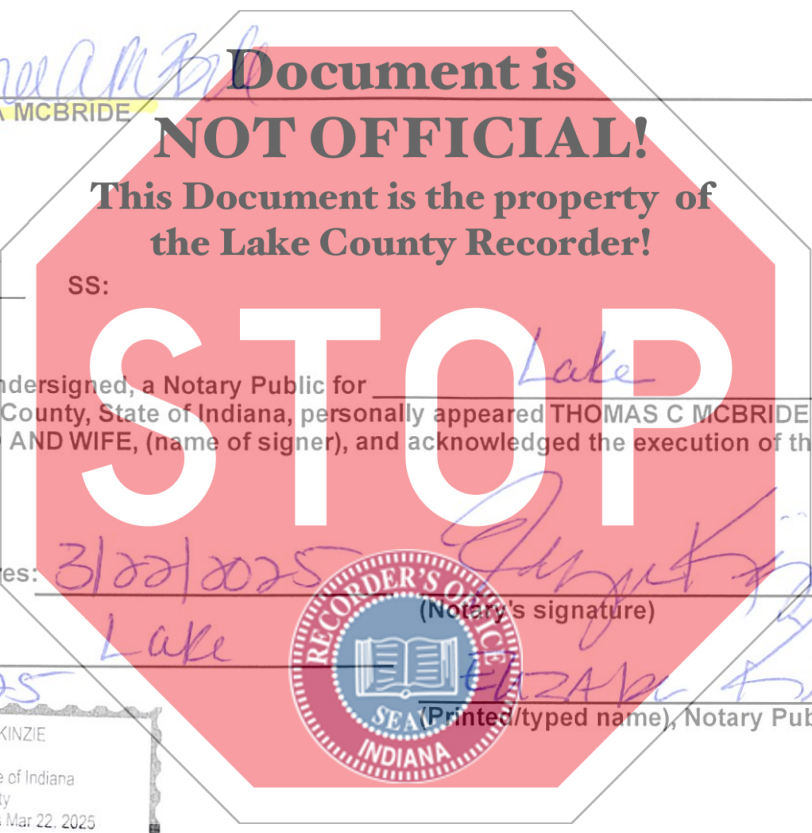 Document is
A MCBRIDE
NOT OFFICIAL!
This Document is the property of
the Lake County Recorder!
SS:
STOP
Lake
ndersigned, a Notary Public for
County, State of Indiana, personally appeared THOMAS C MCBRIDE
AND WIFE, (name of signer), and acknowledged the execution of th
es: 3/22/2025
(Notary's signature)
Lake
RECORDER'S OFFICE
SEAL
INDIANA
25
(Printed/typed name), Notary Pub
KINZIE
e of Indiana
ty
s Mar 22, 2025